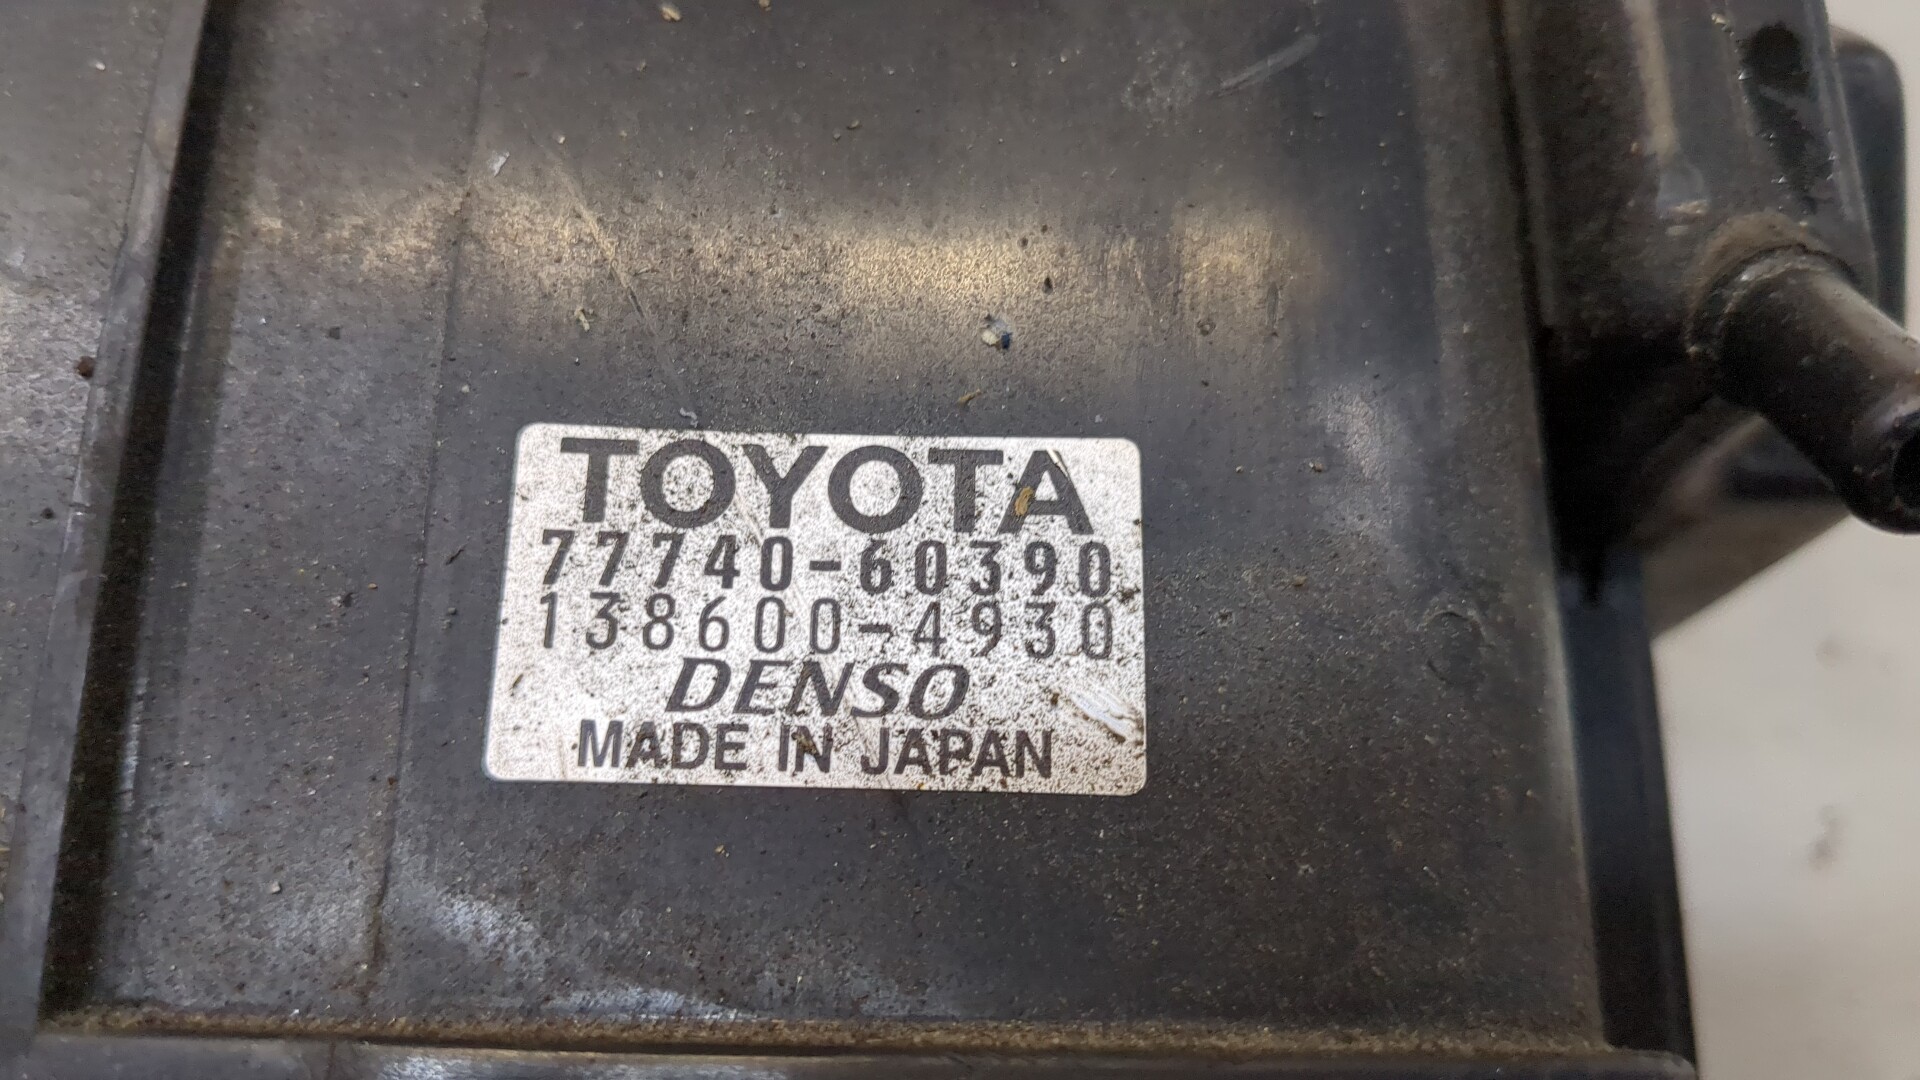 TOYOTA
77740-60390
138600-4930
DENSO
MADE IN JAPAN